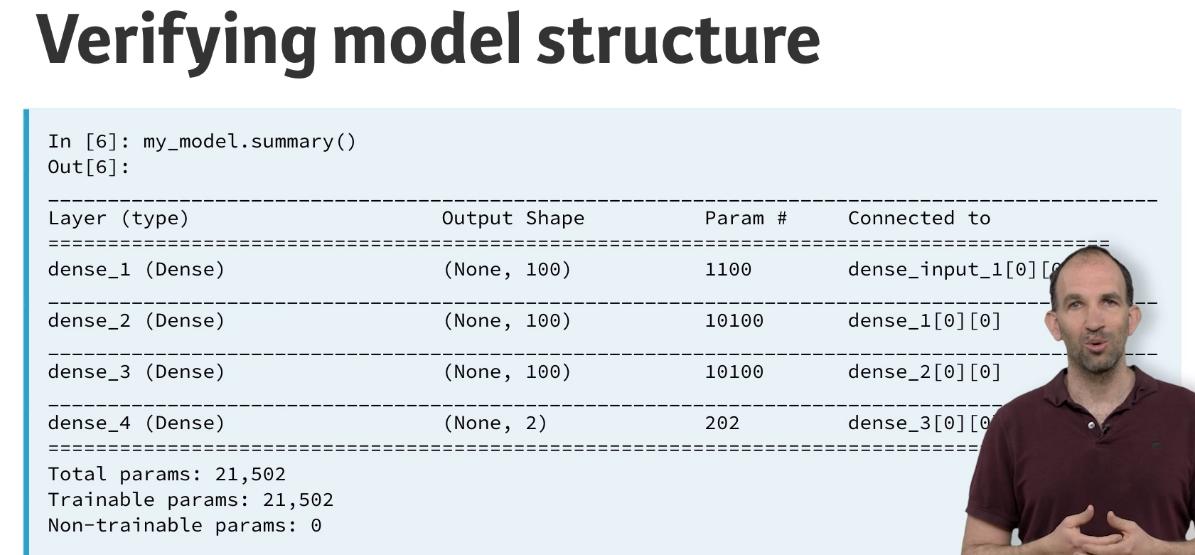 Verifying model structure
In [6]: my_model.summary()
Out[6]:
Layer (type) Output Shape Param # Connected to
dense_1 (Dense) (None, 100) 1100 dense_input_1[0][0
dense_2 (Dense) (None, 100) 10100 dense_1[0][0]
dense_3 (Dense) (None, 100) 10100 dense_2[0][0]
dense_4 (Dense) (None, 2) 202 dense_3[0][0
Total params: 21,502
Trainable params: 21,502
Non-trainable params: 0